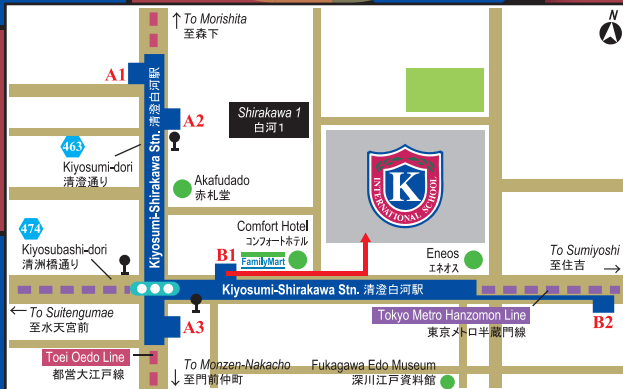 N
To Morishita
至森下
A1
A2
Shirakawa 1
白河1
463
Kiyosumi-dori
清澄通り
Kiyosumi-Shirakawa Stn. 清澄白河駅
Akafudado
赤札堂
K
INTERNATIONAL SCHOOL
474
Kiyosubashi-dori
清洲橋通り
Comfort Hotel
コンフォートホテル
FamilyMart
B1
Eneos
エネオス
To Sumiyoshi
至住吉
Kiyosumi-Shirakawa Stn. 清澄白河駅
To Suitengumae
至水天宮前
A3
Tokyo Metro Hanzomon Line
東京メトロ半蔵門線
B2
Toei Oedo Line
都営大江戸線
To Monzen-Nakacho
至門前仲町
Fukagawa Edo Museum
深川江戸資料館